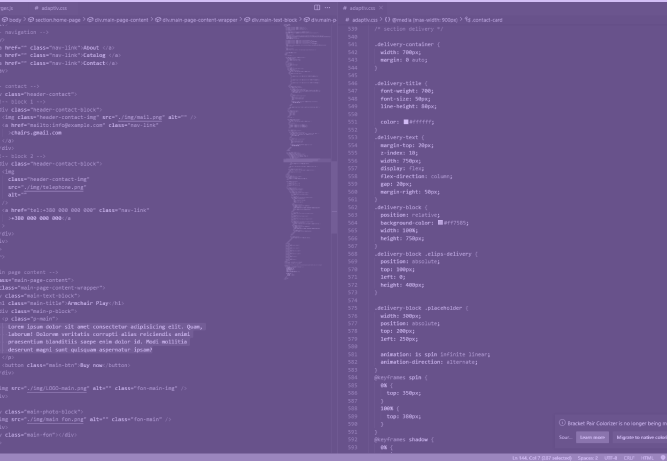 rger.js # adaptiv.css
body > section.home-page > div.main-page-content > div.main-page-content-wrapper > div.main-text-block > div.main-p
navigation -->
href="" class="nav-link">About </a>
href="" class="nav-link">Catalog </a>
href="" class="nav-link">Contact</a>
contact -->
class="header-contact">
block 1 -->
div class="header-contact-block">
<img class="header-contact-img" src="./img/mail.png" alt="" />
<a href="mailto:info@example.com" class="nav-link"
>chairs.gmail.com
</a
div>
block 2 -->
div class="header-contact-block">
<img
class="header-contact-img"
src="./img/telephone.png"
alt=""
/>
<a href="tel:+380 000 000 000" class="nav-link"
>+380 000 000 000</a
>
div>
iv>
>
in page content -->
class="main-page-content">
class="main-page-content-wrapper">
class="main-text-block">
class="main-title">Armchair Play</h1>
class="main-p-block">
<p class="p-main">
Lorem ipsum dolor sit amet consectetur adipisicing elit. Quam,
laborum! Dolorem veritatis corrupti alias reiciendis animi
praesentium blanditiis saepe enim dolor id. Modi mollitia
deserunt magni sunt quisquam aspernatur ipsam?
</p>
<button class="main-btn">Buy now</button>
div>
img src="./img/LOGO-main.png" alt="" class="fon-main-img" />
div>
class="main-photo-block">
img src="./img/main fon.png" alt="" class="fon-main" />
class="main-fon"></div>
# adaptiv.css ×
# adaptiv.css > {} @media (max-width: 905px) > .contact-card
539 /* section delivery */
540
541 .delivery-container {
542 width: 700px;
543 margin: 0 auto;
544 }
545
546 .delivery-title {
547 font-weight: 700;
548 font-size: 50px;
549 line-height: 60px;
550
551 color: #ffffff;
552 }
553 .delivery-text {
554 margin-top: 20px;
555 z-index: 10;
556 width: 750px;
557 display: flex;
558 flex-direction: column;
559 gap: 20px;
560 margin-right: 50px;
561 }
562 .delivery-block {
563 position: relative;
564 background-color: #ff7565;
565 width: 100%;
566 height: 750px;
567 }
568 .delivery-block .elips-delivery {
569 position: absolute;
570 top: 100px;
571 left: 0;
572 height: 400px;
573 }
574
575 .delivery-block .placeholder {
576 width: 300px;
577 position: absolute;
578 top: 200px;
579 left: 250px;
580
581 animation: is spin infinite linear;
582 animation-direction: alternate;
583 }
584 @keyframes spin {
585 0% {
586 top: 350px;
587 }
588 100% {
589 top: 380px;
590 }
591 }
592 @keyframes shadow {
593 0% {
Bracket Pair Colorizer is no longer being m
Learn more Migrate to native color
Ln 144, Col 7 (237 selected) Spaces: 2 UTF-8 CRLF HTML